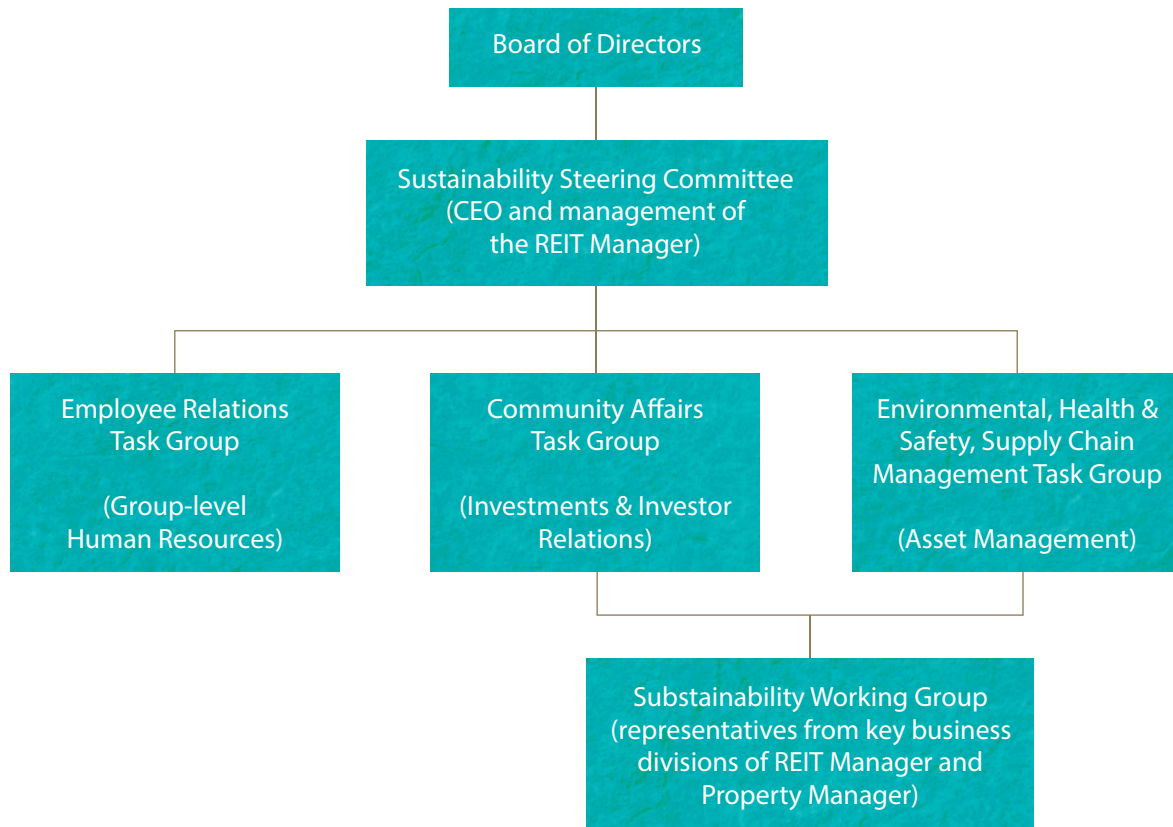 Board of Directors
Sustainability Steering Committee
(CEO and management of
the REIT Manager)
Employee Relations
Task Group
(Group-level
Human Resources)
Community Affairs
Task Group
(Investments & Investor
Relations)
Environmental, Health &
Safety, Supply Chain
Management Task Group
(Asset Management)
Substainability Working Group
(representatives from key business
divisions of REIT Manager and
Property Manager)